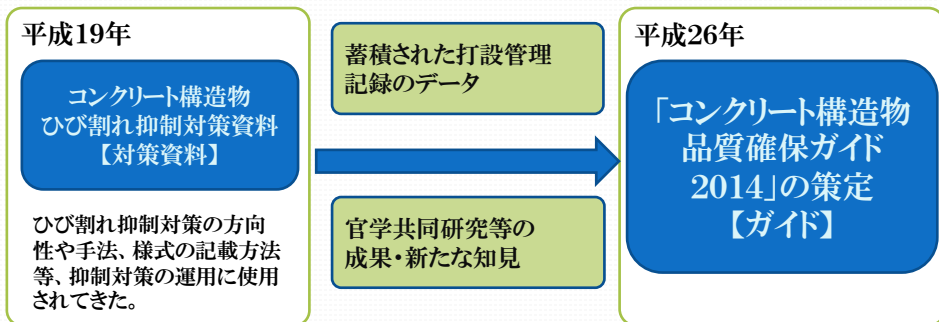 平成19年
コンクリート構造物
ひび割れ抑制対策資料
【対策資料】
ひび割れ抑制対策の方向
性や手法、様式の記載方法
等、抑制対策の運用に使用
されてきた。
蓄積された打設管理
記録のデータ
官学共同研究等の
成果・新たな知見
平成26年
「コンクリート構造物
品質確保ガイド
2014」の策定
【ガイド】